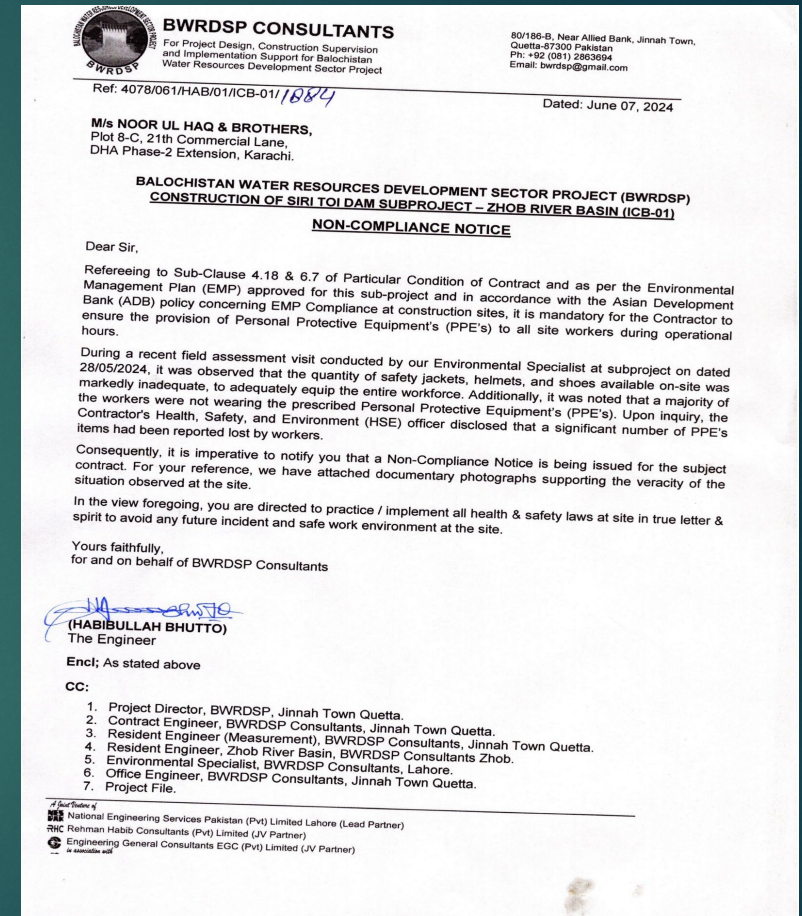 BALOCHISTAN WATER RESOURCES DEVELOPMENT SECTOR PROJECT
BWRDSP
BWRDSP CONSULTANTS
For Project Design, Construction Supervision
and Implementation Support for Balochistan
Water Resources Development Sector Project
80/186-B, Near Allied Bank, Jinnah Town,
Quetta-87300 Pakistan
Ph: +92 (081) 2863694
Email: bwrdsp@gmail.com
Ref: 4078/061/HAB/01/ICB-01/1884
Dated: June 07, 2024
M/s NOOR UL HAQ & BROTHERS,
Plot 8-C, 21th Commercial Lane,
DHA Phase-2 Extension, Karachi.
BALOCHISTAN WATER RESOURCES DEVELOPMENT SECTOR PROJECT (BWRDSP)
CONSTRUCTION OF SIRI TOI DAM SUBPROJECT – ZHOB RIVER BASIN (ICB-01)
NON-COMPLIANCE NOTICE
Dear Sir,
Refereeing to Sub-Clause 4.18 & 6.7 of Particular Condition of Contract and as per the Environmental
Management Plan (EMP) approved for this sub-project and in accordance with the Asian Development
Bank (ADB) policy concerning EMP Compliance at construction sites, it is mandatory for the Contractor to
ensure the provision of Personal Protective Equipment's (PPE's) to all site workers during operational
hours.
During a recent field assessment visit conducted by our Environmental Specialist at subproject on dated
28/05/2024, it was observed that the quantity of safety jackets, helmets, and shoes available on-site was
markedly inadequate, to adequately equip the entire workforce. Additionally, it was noted that a majority of
the workers were not wearing the prescribed Personal Protective Equipment's (PPE's). Upon inquiry, the
Contractor's Health, Safety, and Environment (HSE) officer disclosed that a significant number of PPE's
items had been reported lost by workers.
Consequently, it is imperative to notify you that a Non-Compliance Notice is being issued for the subject
contract. For your reference, we have attached documentary photographs supporting the veracity of the
situation observed at the site.
In the view foregoing, you are directed to practice / implement all health & safety laws at site in true letter &
spirit to avoid any future incident and safe work environment at the site.
Yours faithfully,
for and on behalf of BWRDSP Consultants
(HABIBULLAH BHUTTO)
The Engineer
Encl; As stated above
CC:
1. Project Director, BWRDSP, Jinnah Town Quetta.
2. Contract Engineer, BWRDSP Consultants, Jinnah Town Quetta.
3. Resident Engineer (Measurement), BWRDSP Consultants, Jinnah Town Quetta.
4. Resident Engineer, Zhob River Basin, BWRDSP Consultants Zhob.
5. Environmental Specialist, BWRDSP Consultants, Lahore.
6. Office Engineer, BWRDSP Consultants, Jinnah Town Quetta.
7. Project File.
A Joint Venture of
National Engineering Services Pakistan (Pvt) Limited Lahore (Lead Partner)
RHC Rehman Habib Consultants (Pvt) Limited (JV Partner)
Engineering General Consultants EGC (Pvt) Limited (JV Partner)
in association with